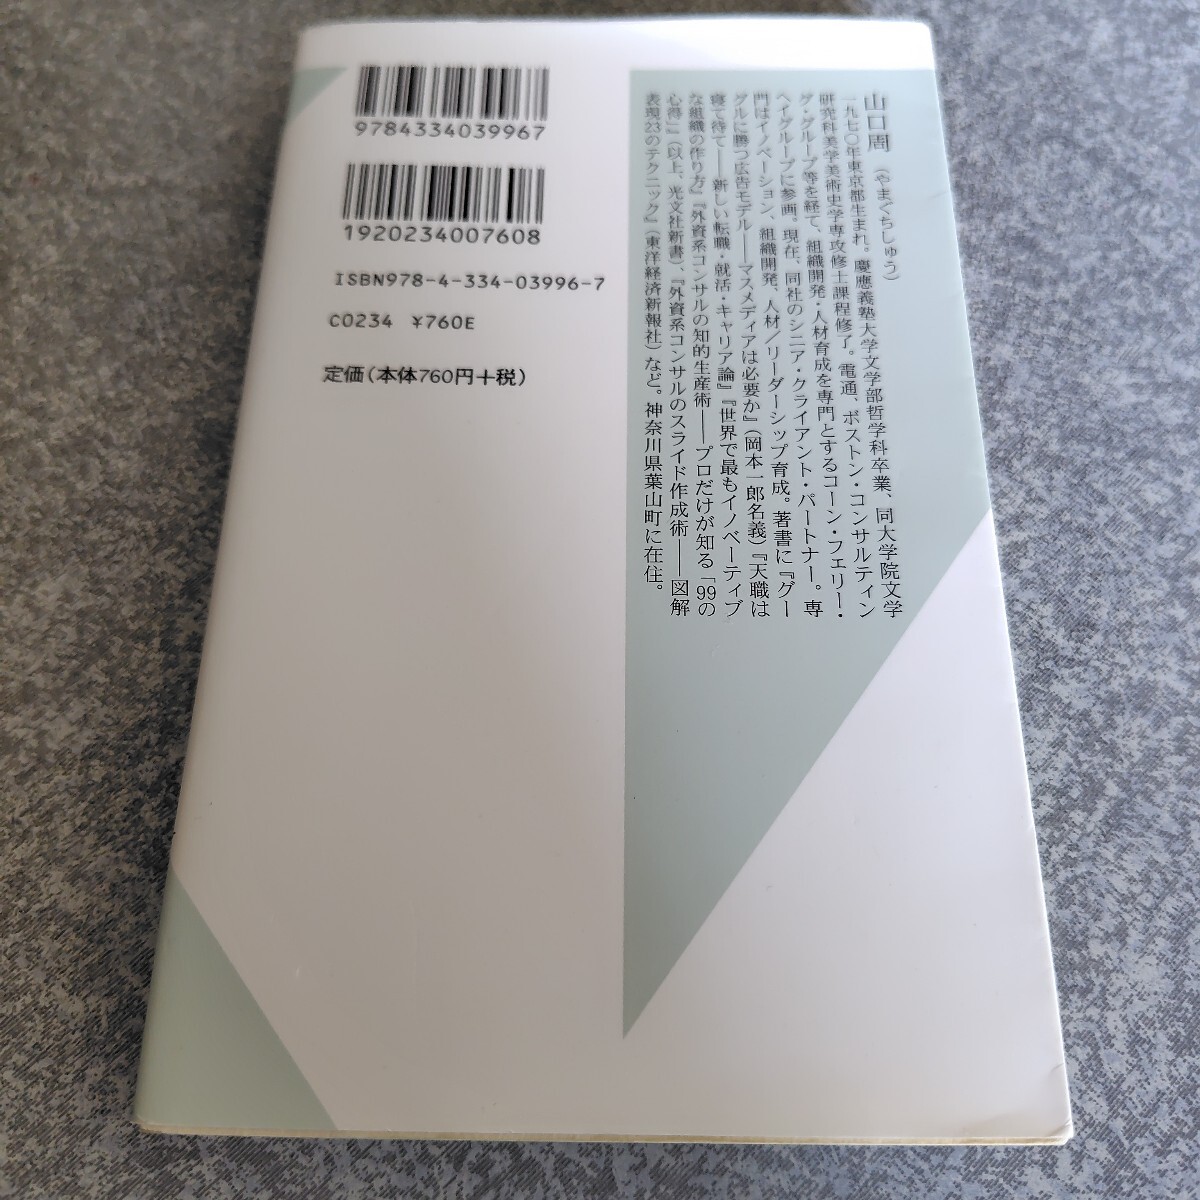 山口周（やまぐちしゅう）
一九七〇年東京都生まれ。慶應義塾大学文学部哲学科卒業、同大学院文学
研究科美学美術史学専攻修士課程修了。電通、ボストン・コンサルティン
グ・グループ等を経て、組織開発・人材育成を専門とするコーン・フェリー・
ヘイグループに参画。現在、同社のシニア・クライアント・パートナー。専
門はイノベーション、組織開発、人材／リーダーシップ育成。著書に『グー
グルに勝つ広告モデル――マスメディアは必要か』（岡本一郎名義）『天職は
寝て待て――新しい転職・就活・キャリア論』『世界で最もイノベーティブ
な組織の作り方』『外資系コンサルの知的生産術――プロだけが知る「99の
心得」』（以上、光文社新書）、『外資系コンサルのスライド作成術――図解
表現23のテクニック』（東洋経済新報社）など。神奈川県葉山町に在住。
9784334039967
1920234007608
ISBN978-4-334-03996-7
C0234 ¥760E
定価（本体760円＋税）